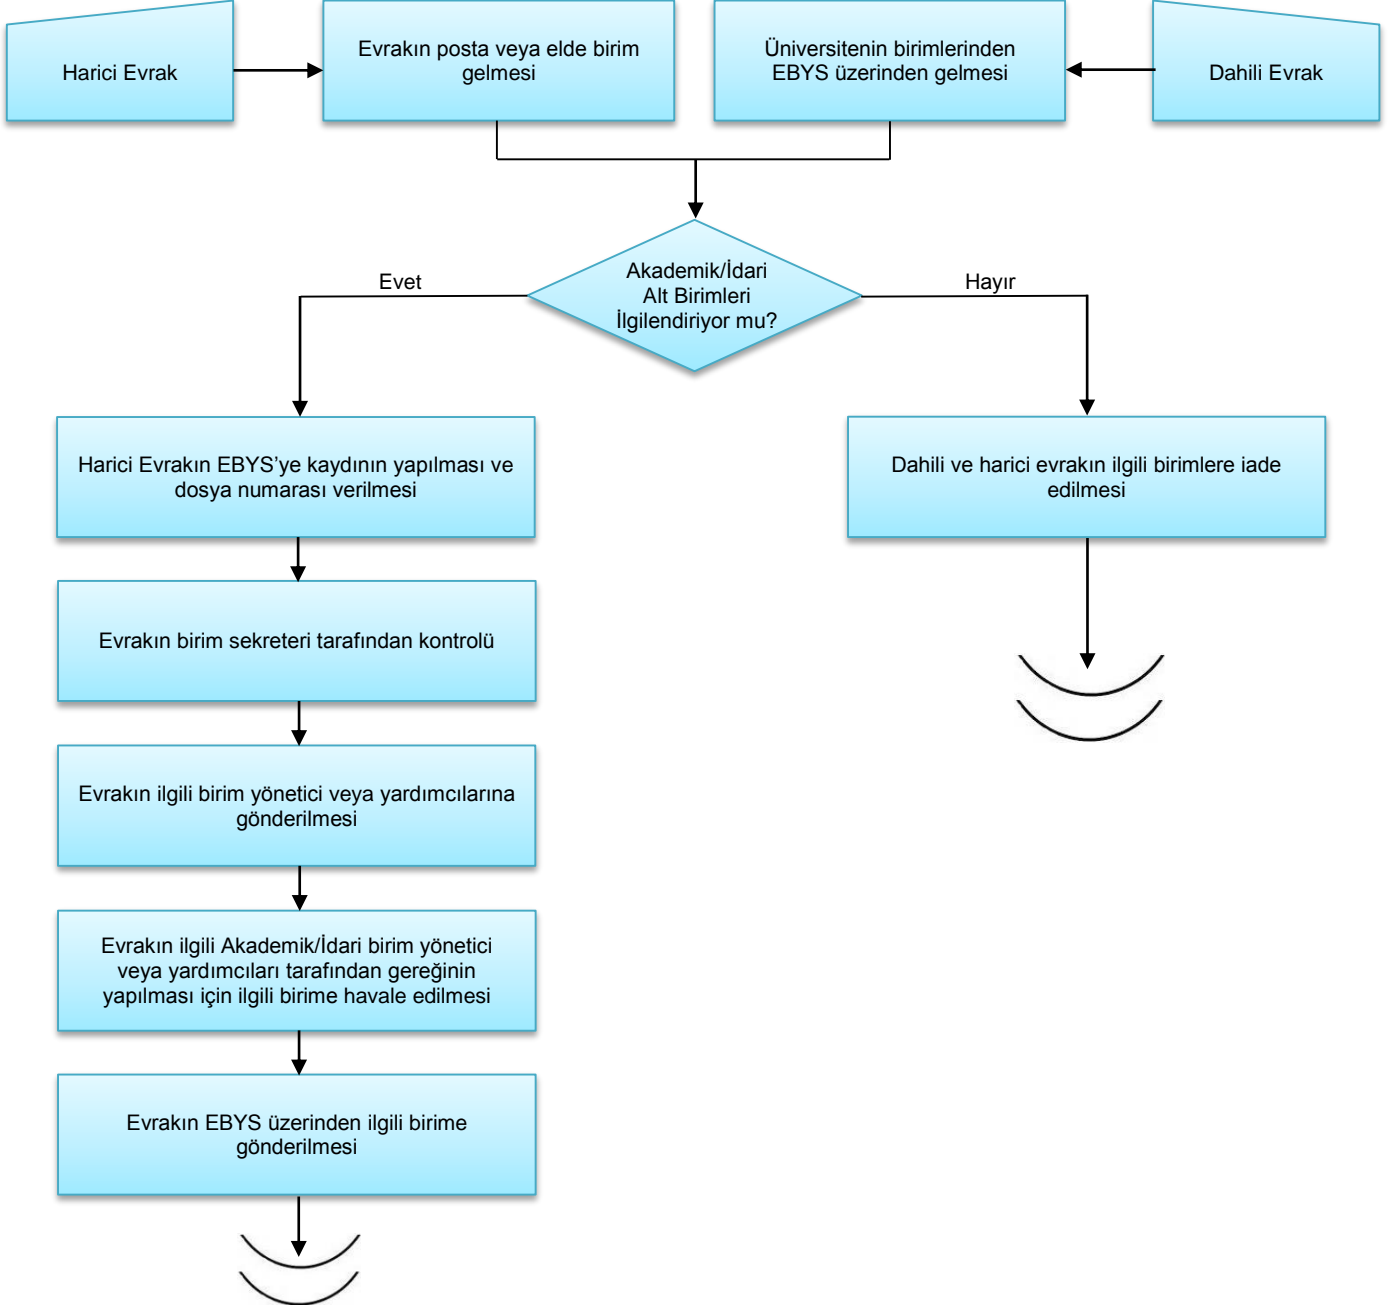 Harici Evrak
Evrakın posta veya elde birim
gelmesi
Üniversitenin birimlerinden
EBYS üzerinden gelmesi
Dahili Evrak
Akademik/İdari
Alt Birimleri
İlgilendiriyor mu?
Evet
Hayır
Harici Evrakın EBYS’ye kaydının yapılması ve
dosya numarası verilmesi
Dahili ve harici evrakın ilgili birimlere iade
edilmesi
Evrakın birim sekreteri tarafından kontrolü
Evrakın ilgili birim yönetici veya yardımcılarına
gönderilmesi
Evrakın ilgili Akademik/İdari birim yönetici
veya yardımcıları tarafından gereğinin
yapılması için ilgili birime havale edilmesi
Evrakın EBYS üzerinden ilgili birime
gönderilmesi